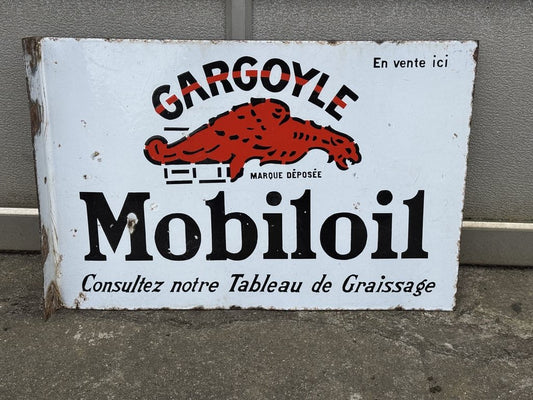 En vente ici
GARGOYLE
MARQUE DÉPOSÉE
Mobiloil
Consultez notre Tableau de Graissage